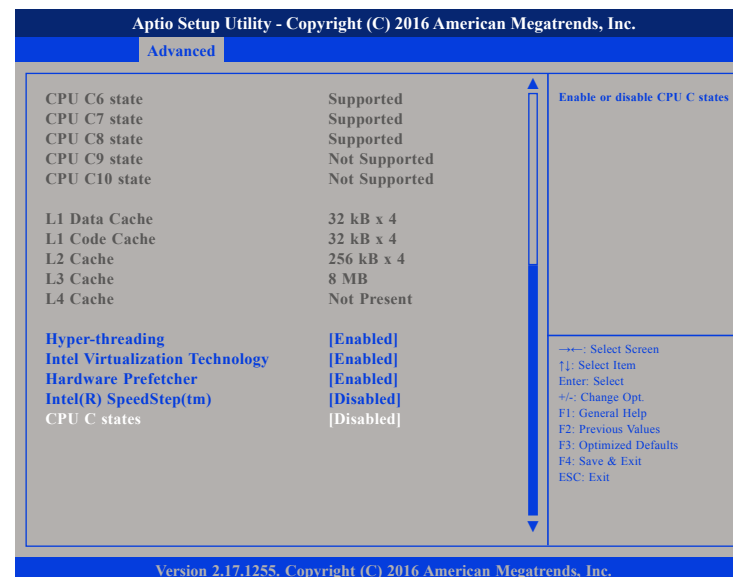 Aptio Setup Utility - Copyright (C) 2016 American Megatrends, Inc.
Advanced
CPU C6 state Supported
CPU C7 state Supported
CPU C8 state Supported
CPU C9 state Not Supported
CPU C10 state Not Supported
L1 Data Cache 32 kB x 4
L1 Code Cache 32 kB x 4
L2 Cache 256 kB x 4
L3 Cache 8 MB
L4 Cache Not Present
Hyper-threading [Enabled]
Intel Virtualization Technology [Enabled]
Hardware Prefetcher [Enabled]
Intel(R) SpeedStep(tm) [Disabled]
CPU C states [Disabled]
Enable or disable CPU C states
→←: Select Screen
↑↓: Select Item
Enter: Select
+/-: Change Opt.
F1: General Help
F2: Previous Values
F3: Optimized Defaults
F4: Save & Exit
ESC: Exit
Version 2.17.1255. Copyright (C) 2016 American Megatrends, Inc.